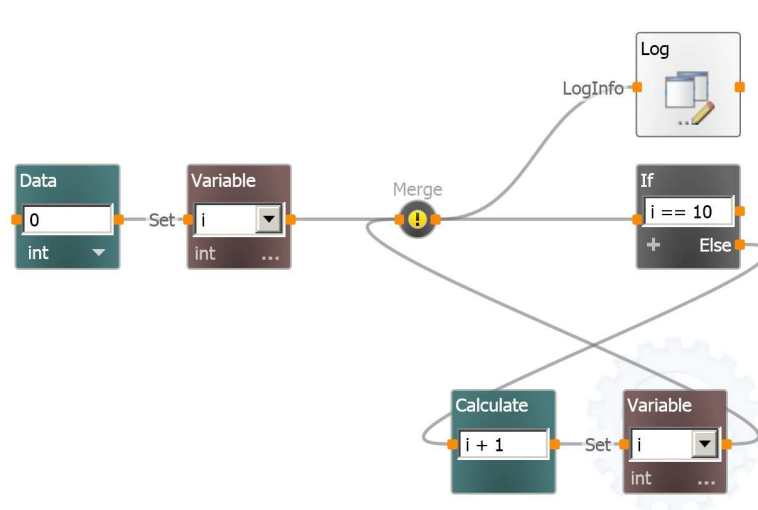 Log
LogInfo
...
Data
0
int
Set
Variable
i
int
...
Merge
!
If
i == 10
+
Else
Calculate
i + 1
Set
Variable
i
int
...